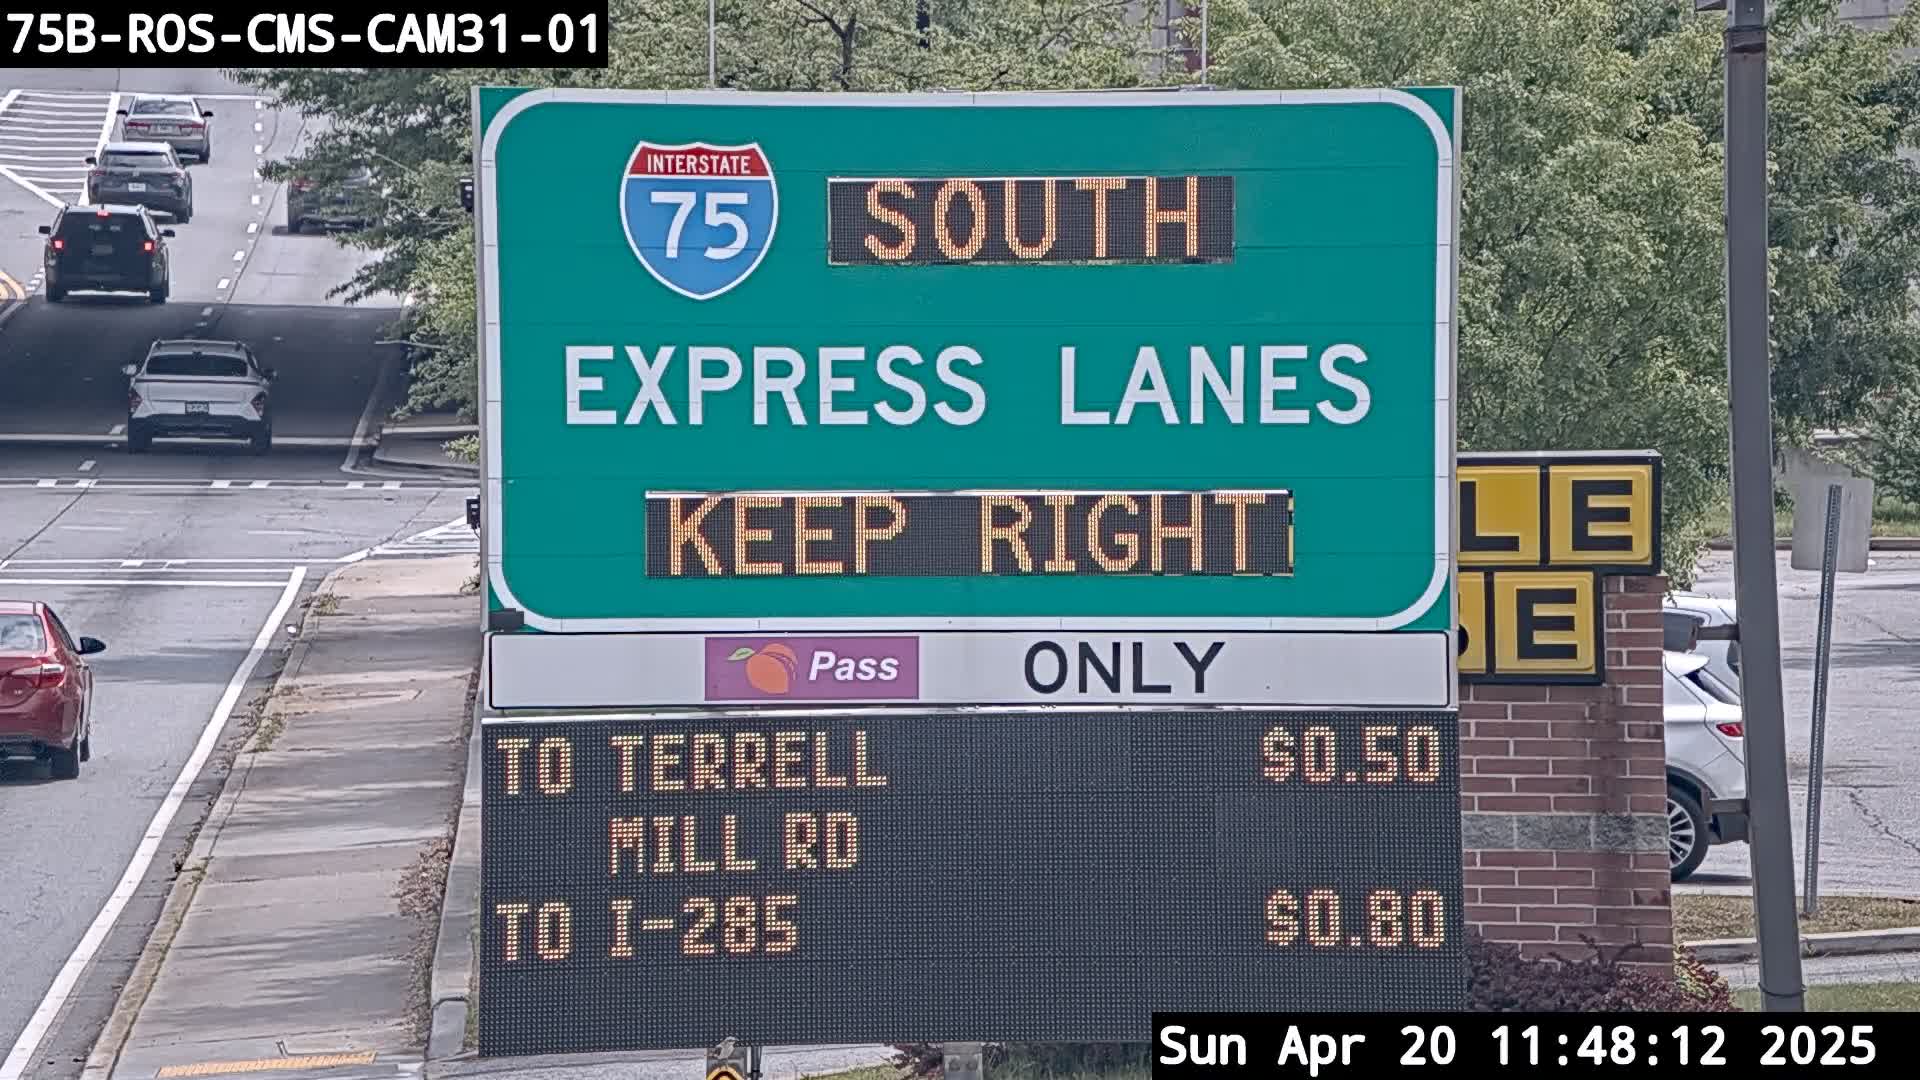 75B-ROS-CMS-CAM31-01
INTERSTATE
75
SOUTH
EXPRESS LANES
KEEP RIGHT
Pass ONLY
TO TERRELL $0.50
MILL RD
TO I-285 $0.80
LE
E
Sun Apr 20 11:48:12 2025